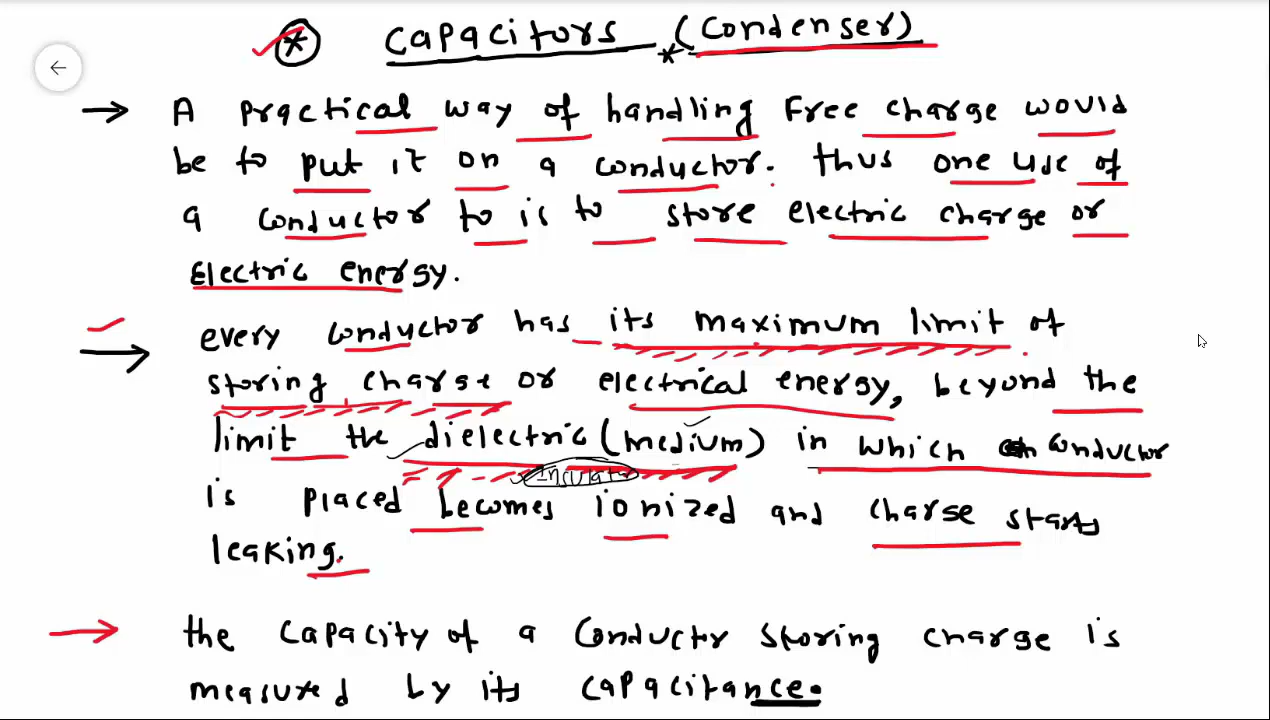 * Capacitors * (Condenser)
A practical way of handling Free charge would
be to put it on a conductor. thus one use of
a conductor to is to store electric charge or
Electric energy.
every conductor has its maximum limit of
storing charge or electrical energy, beyond the
limit the dielectric (medium) in which conductor
is placed becomes ionized and charse starts
leaking.
the capacity of a Conductr storing charge is
measured by its capacitance.